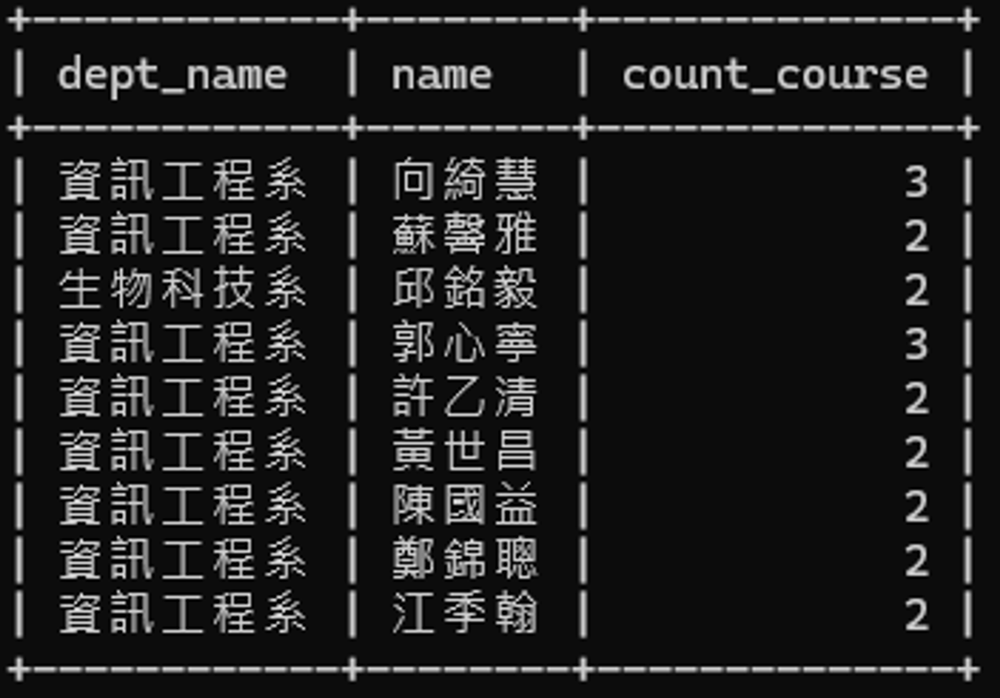 +------------+--------+--------------+
| dept_name | name | count_course |
+------------+--------+--------------+
| 資訊工程系 | 向綺慧 | 3 |
| 資訊工程系 | 蘇馨雅 | 2 |
| 生物科技系 | 邱銘毅 | 2 |
| 資訊工程系 | 郭心寧 | 3 |
| 資訊工程系 | 許乙清 | 2 |
| 資訊工程系 | 黃世昌 | 2 |
| 資訊工程系 | 陳國益 | 2 |
| 資訊工程系 | 鄭錦聰 | 2 |
| 資訊工程系 | 江季翰 | 2 |
+------------+--------+--------------+